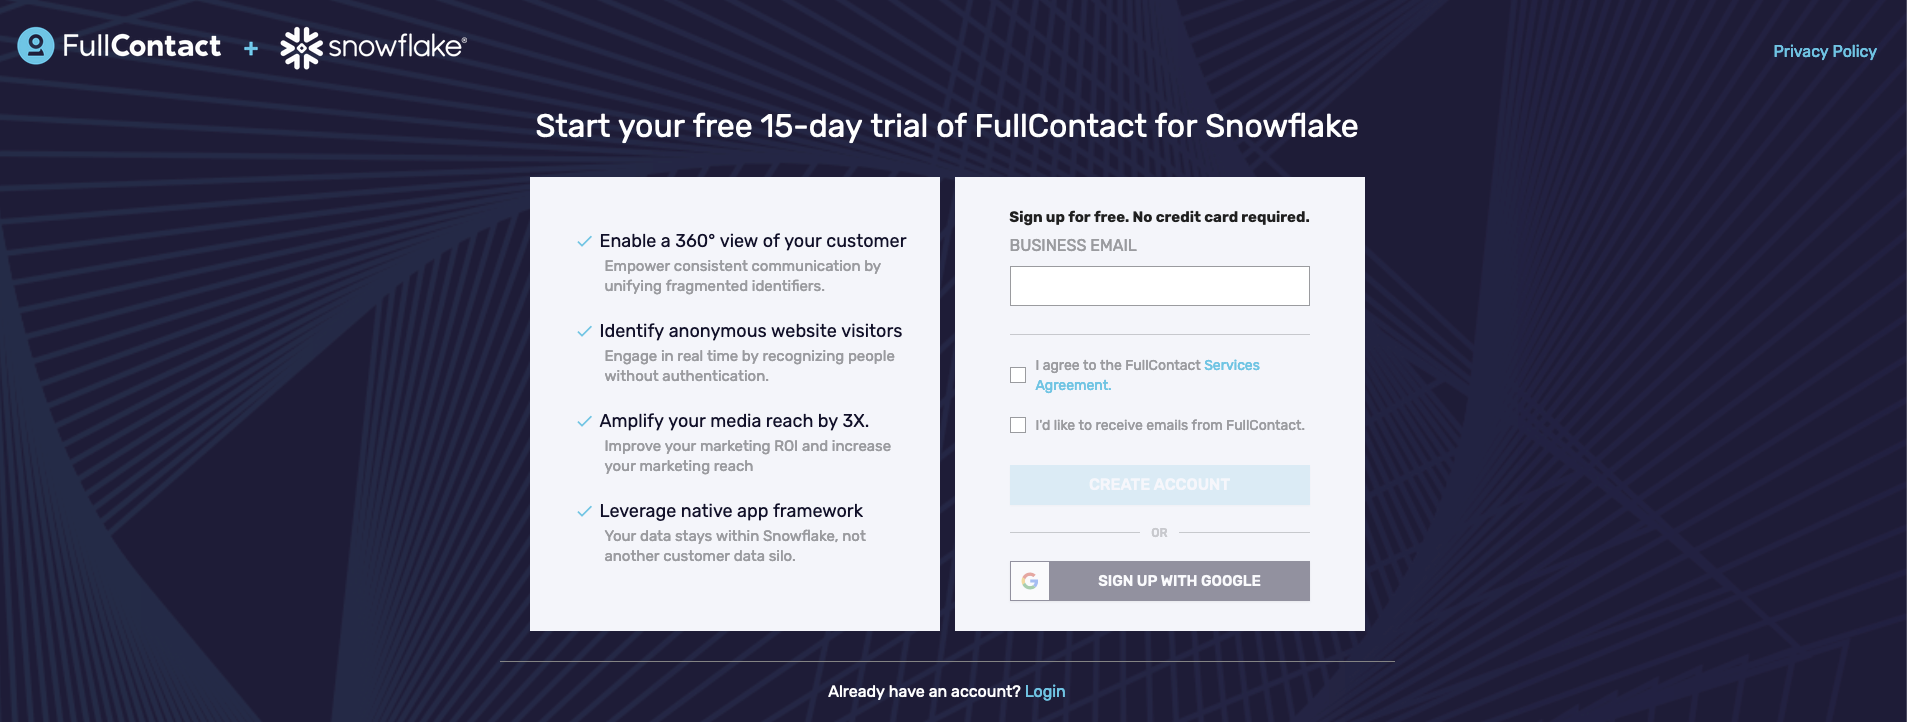 FullContact + snowflake®
Privacy Policy
Start your free 15-day trial of FullContact for Snowflake
Enable a 360° view of your customer
Empower consistent communication by
unifying fragmented identifiers.
Identify anonymous website visitors
Engage in real time by recognizing people
without authentication.
Amplify your media reach by 3X.
Improve your marketing ROI and increase
your marketing reach
Leverage native app framework
Your data stays within Snowflake, not
another customer data silo.
Sign up for free. No credit card required.
BUSINESS EMAIL
I agree to the FullContact Services
Agreement.
I'd like to receive emails from FullContact.
CREATE ACCOUNT
OR
SIGN UP WITH GOOGLE
Already have an account? Login